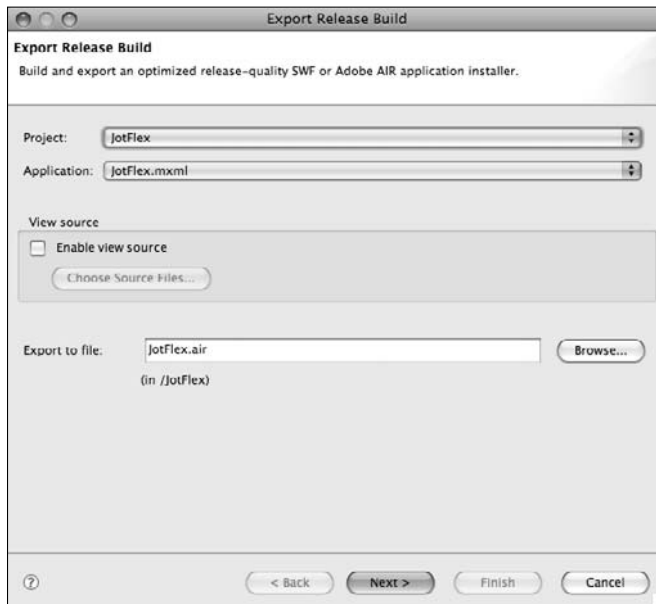 Export Release Build
Export Release Build
Build and export an optimized release-quality SWF or Adobe AIR application installer.
Project: JotFlex
Application: JotFlex.mxml
View source
Enable view source
Choose Source Files...
Export to file: JotFlex.air Browse...
(in /JotFlex)
? < Back Next > Finish Cancel